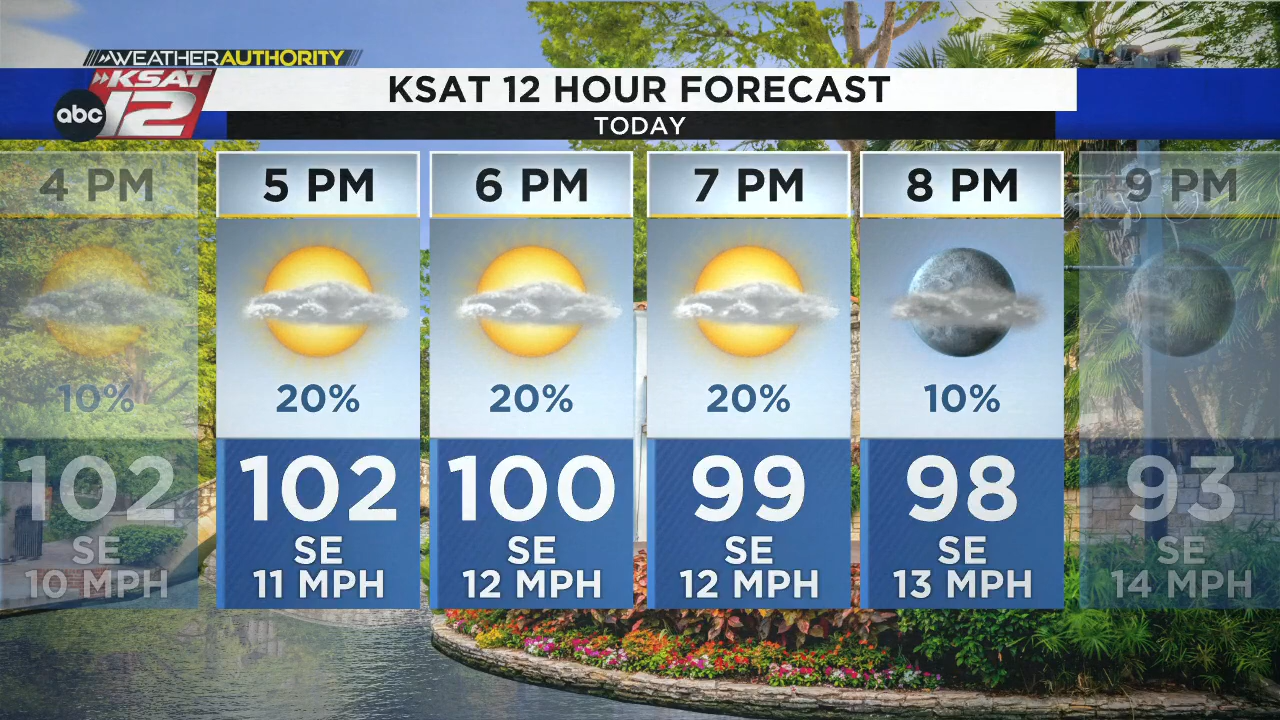 WEATHERAUTHORITY
KSAT
abc 12
KSAT 12 HOUR FORECAST
TODAY
4 PM 5 PM 6 PM 7 PM 8 PM 9 PM
10% 20% 20% 20% 10%
102 102 100 99 98 93
SE SE SE SE SE SE
10 MPH 11 MPH 12 MPH 12 MPH 13 MPH 14 MPH